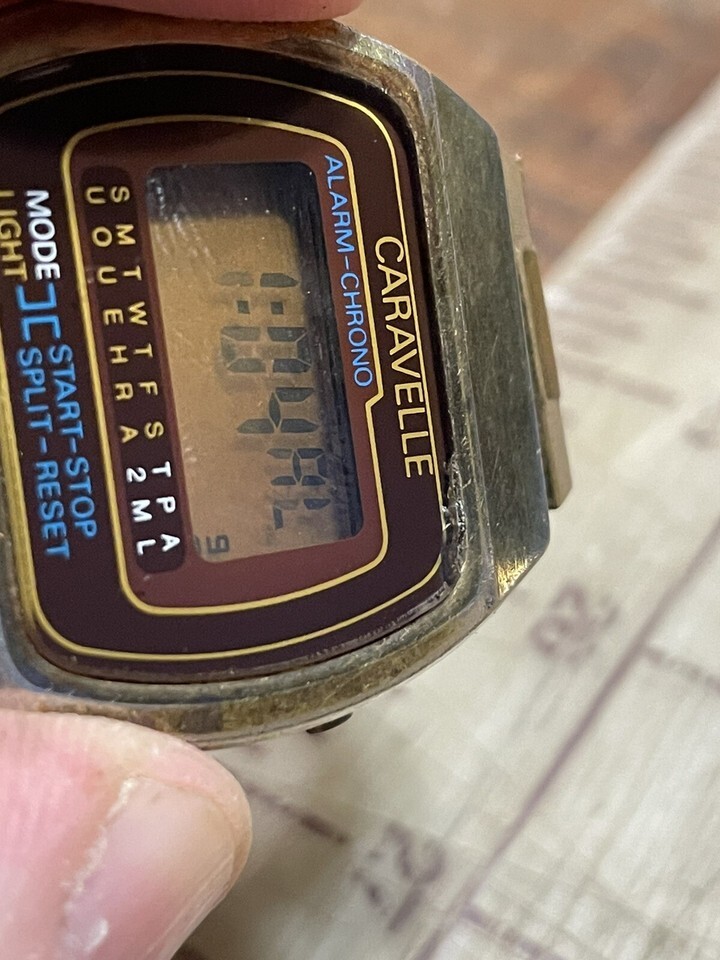 CARAVELLE
ALARM-CHRONO
S M T W T F S T P A
U O U E H R A 2 M L
MODE START-STOP
LIGHT SPLIT-RESET